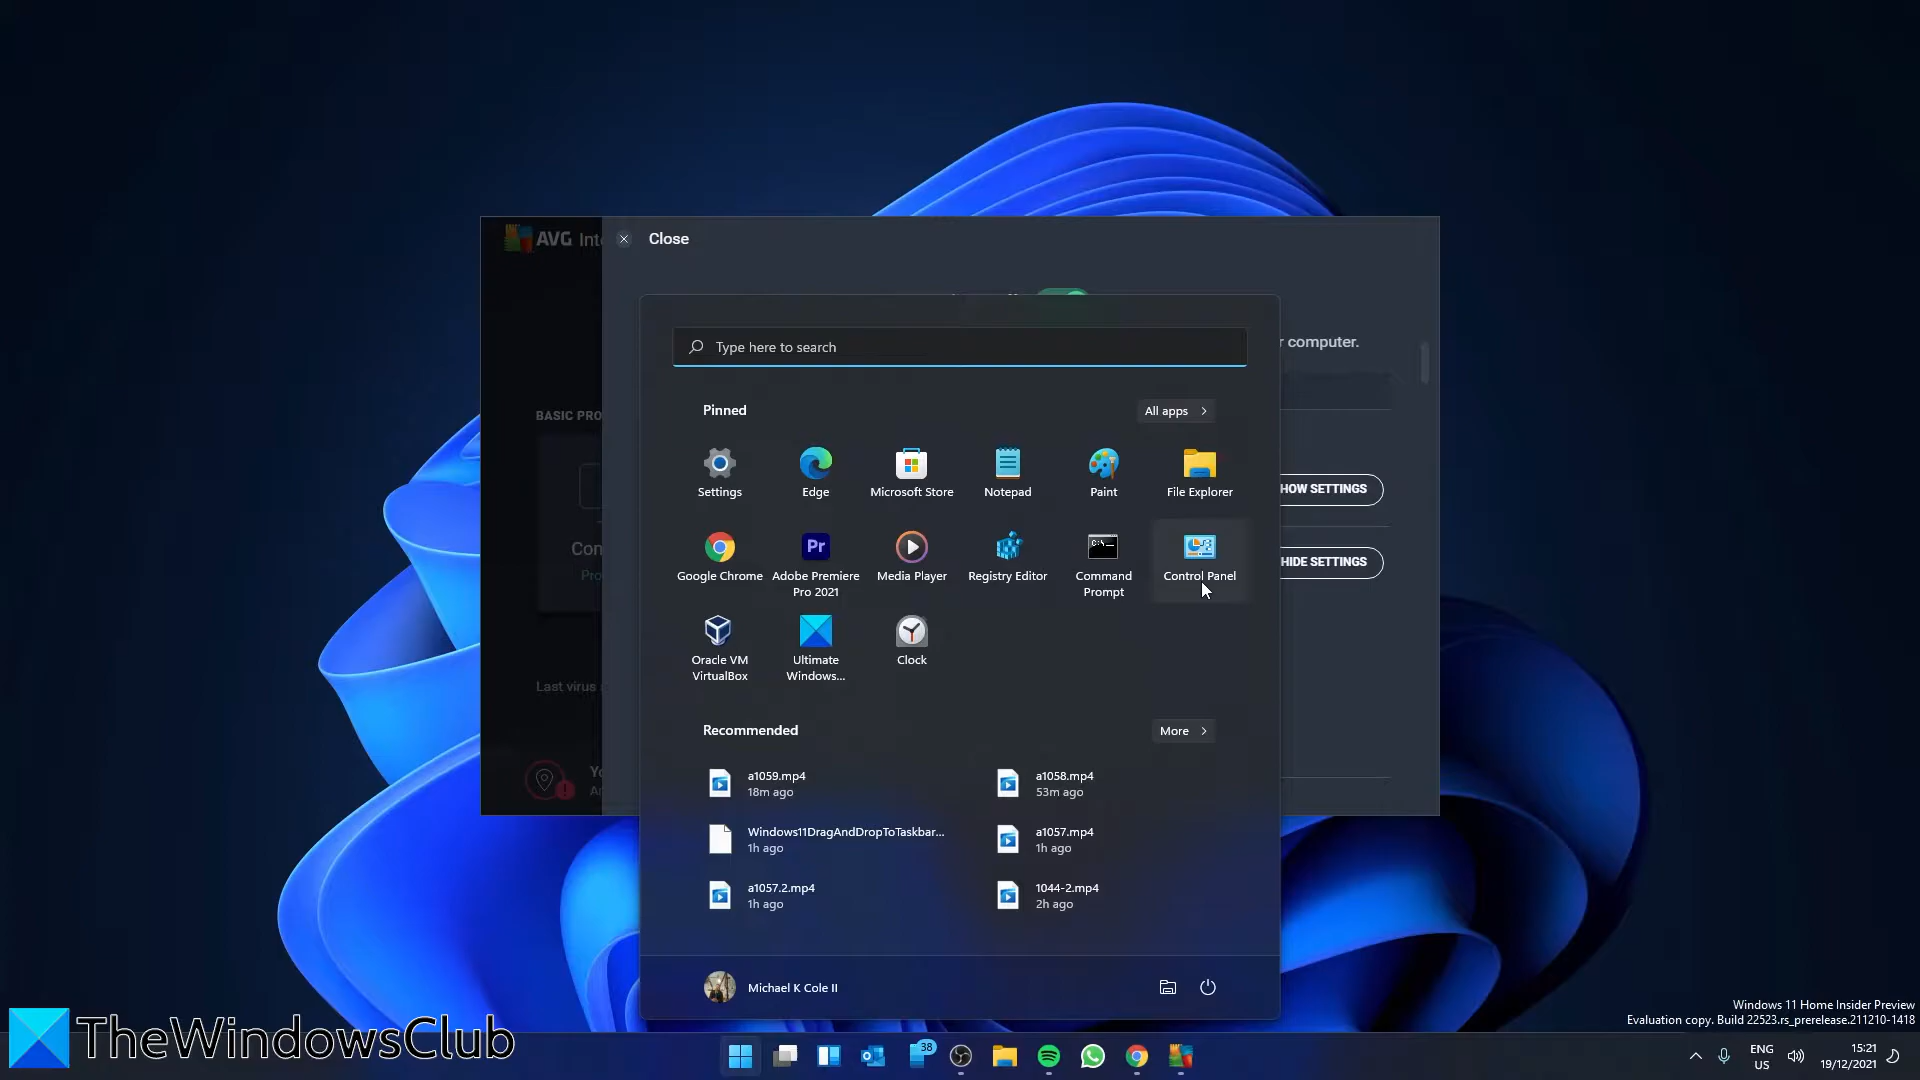 AVG Inte
Close
r computer.
Type here to search
Pinned
All apps
BASIC PRO
Settings
Edge
Microsoft Store
Notepad
Paint
File Explorer
HOW SETTINGS
Google Chrome
Adobe Premiere
Pro 2021
Pr
Media Player
Registry Editor
Command
Prompt
C:\_
Control Panel
HIDE SETTINGS
Con
Pro
Oracle VM
VirtualBox
Ultimate
Windows...
Clock
Last virus
Recommended
More
a1059.mp4
18m ago
a1058.mp4
53m ago
Yo
Windows11DragAndDropToTaskbar...
1h ago
a1057.mp4
1h ago
a1057.2.mp4
1h ago
1044-2.mp4
2h ago
Michael K Cole II
Windows 11 Home Insider Preview
Evaluation copy. Build 22523.rs_prerelease.211210-1418
TheWindowsClub
38
ENG
US
15:21
19/12/2021